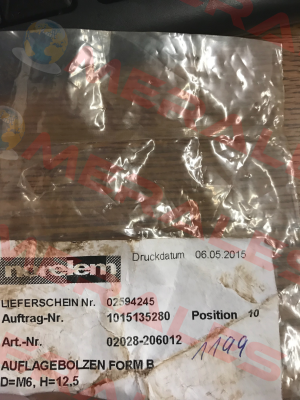 norelem
Druckdatum 06.05.2015
LIEFERSCHEIN Nr. 02594245
Auftrag-Nr. 1015135280 Position 10
Art.-Nr. 02028-206012
1199
AUFLAGEBOLZEN FORM B
D=M6, H=12,5